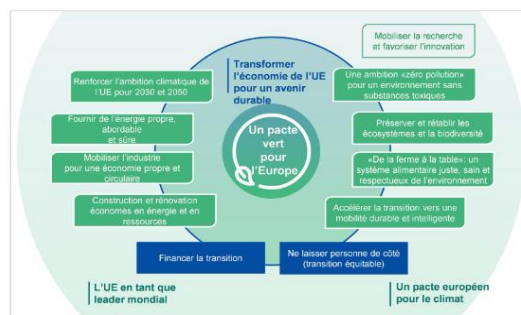 Mobiliser la recherche
et favoriser l'innovation
Transformer
l'économie de l'UE
pour un avenir
durable
Renforcer l'ambition climatique de
l'UE pour 2030 et 2050
Fournir de l'énergie propre,
abordable
et sûre
Mobiliser l'industrie
pour une économie propre et
circulaire
Construction et rénovation
économes en énergie et en
ressources
Un pacte
vert
pour
l'Europe
Une ambition «zéro pollution»
pour un environnement sans
substances toxiques
Préserver et rétablir les
écosystèmes et la biodiversité
«De la ferme à la table»: un
système alimentaire juste, sain et
respectueux de l'environnement
Accélérer la transition vers une
mobilité durable et intelligente
Financer la transition
Ne laisser personne de côté
(transition équitable)
L'UE en tant que
leader mondial
Un pacte européen
pour le climat